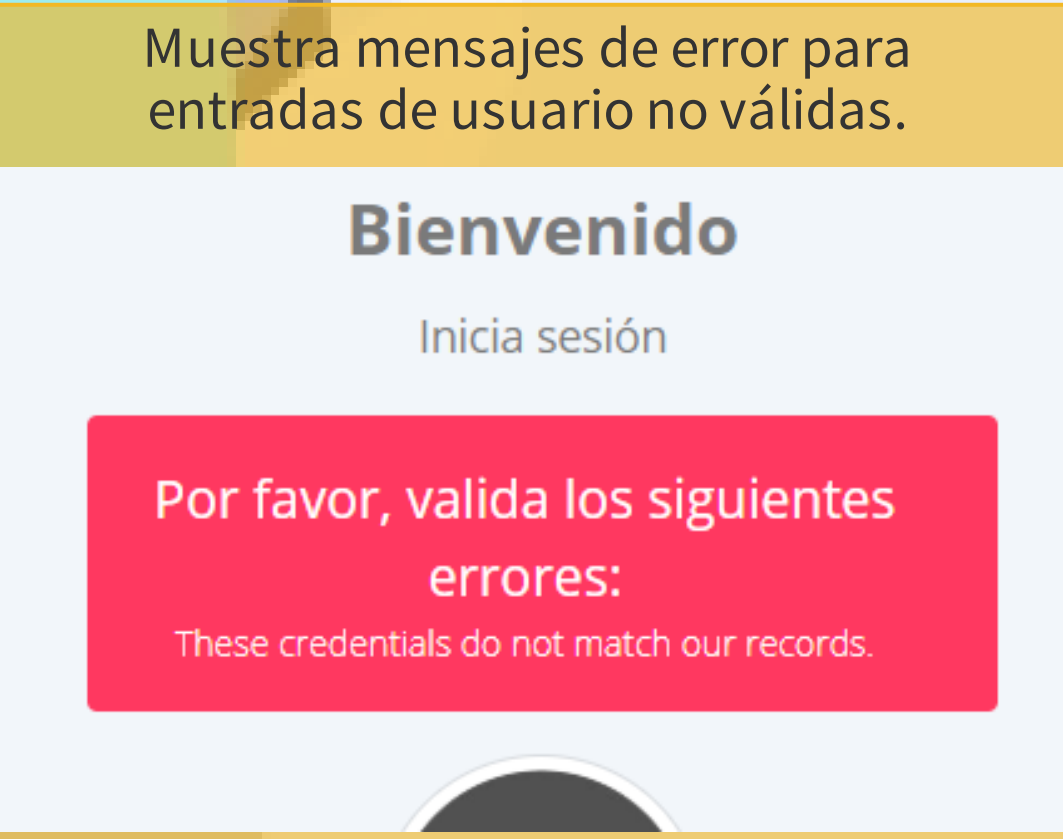 Muestra mensajes de error para
entradas de usuario no válidas.
Bienvenido
Inicia sesión
Por favor, valida los siguientes
errores:
These credentials do not match our records.